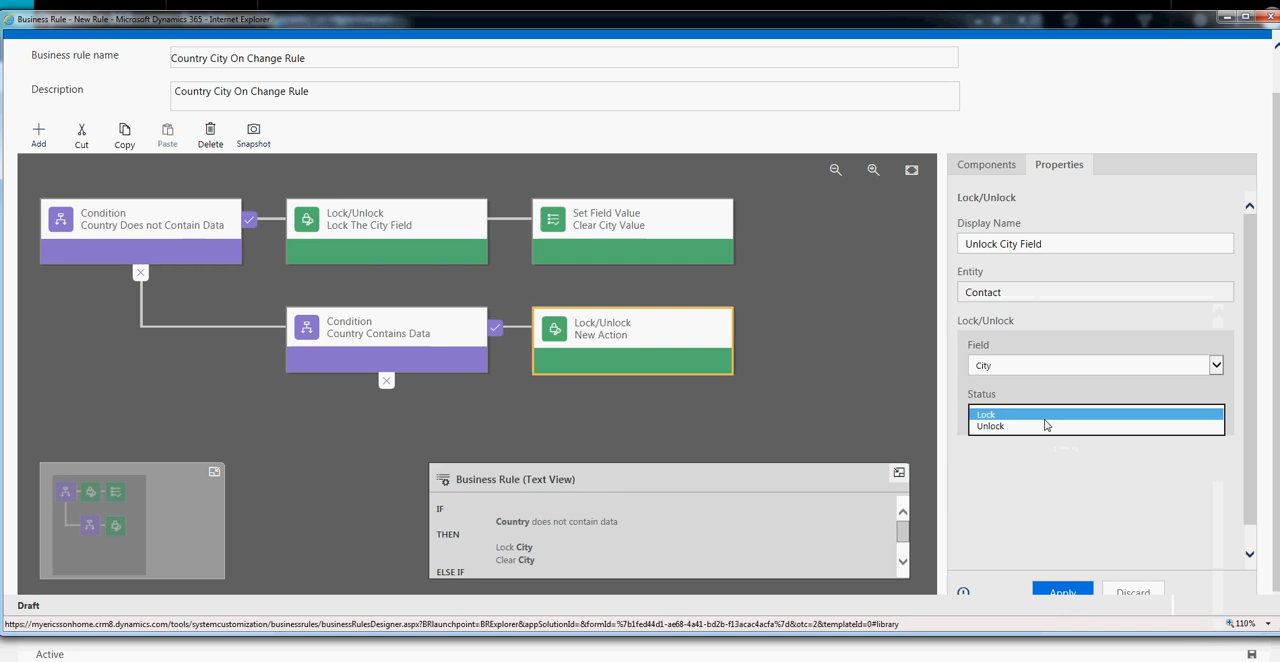 Business Rule - New Rule - Microsoft Dynamics 365 - Internet Explorer
Business rule name
Country City On Change Rule
Description
Country City On Change Rule
Add Cut Copy Paste Delete Snapshot
Components Properties
Condition
Country Does not Contain Data
Lock/Unlock
Lock The City Field
Set Field Value
Clear City Value
Condition
Country Contains Data
Lock/Unlock
New Action
Lock/Unlock
Display Name
Unlock City Field
Entity
Contact
Lock/Unlock
Field
City
Status
Lock
Unlock
Business Rule (Text View)
IF
Country does not contain data
THEN
Lock City
Clear City
ELSE IF
Apply Discard
Draft
https://myericssonhome.crm8.dynamics.com/tools/systemcustomization/businessrules/businessRulesDesigner.aspx?BRlaunchpoint=BRExplorer&appSolutionId=&formId=%7b1fed44d1-ae68-4a41-bd2b-f13acac4acfa%7d&otc=2&templateId=0#library
110%
Active